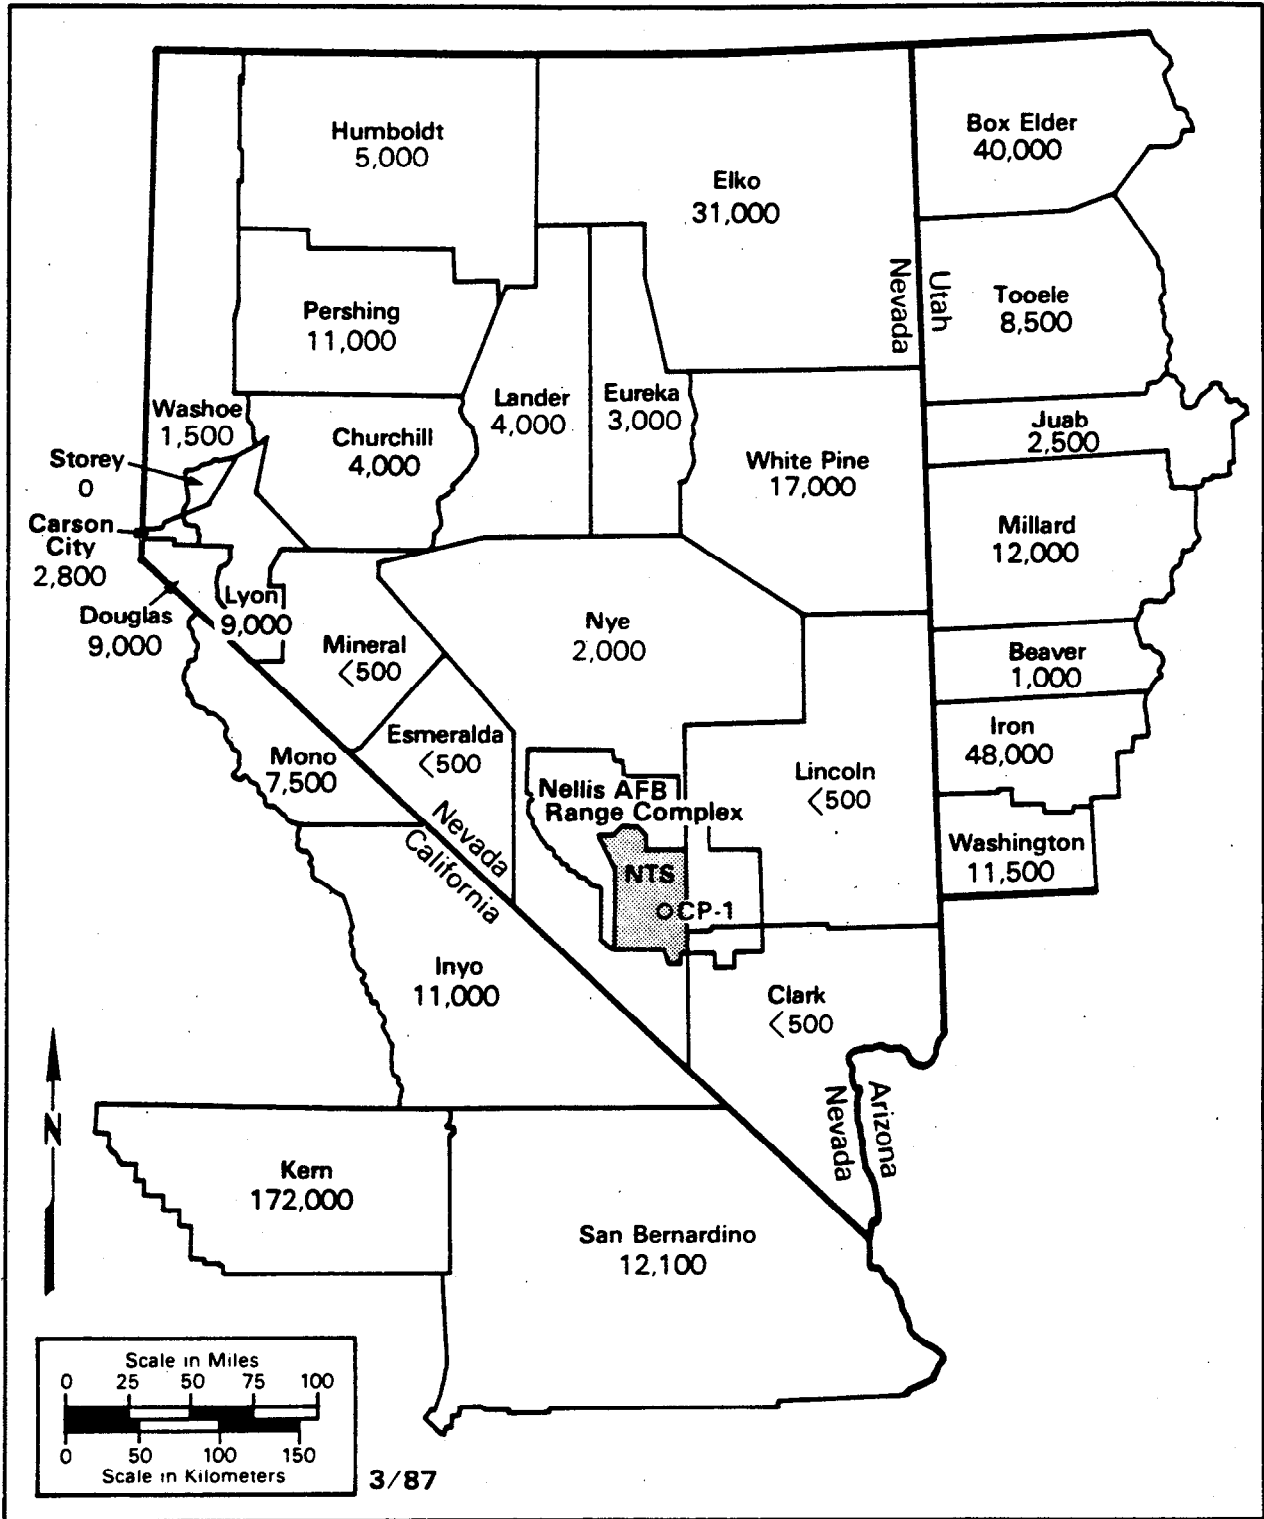 Humboldt
5,000
Box Elder
40,000
Elko
31,000
Nevada
Utah
Tooele
8,500
Pershing
11,000
Lander
4,000
Eureka
3,000
Washoe
1,500
Churchill
4,000
Juab
2,500
Storey
0
White Pine
17,000
Carson
City
2,800
Millard
12,000
Douglas
9,000
Lyon
9,000
Mineral
<500
Nye
2,000
Beaver
1,000
Mono
7,500
Esmeralda
<500
Iron
48,000
Lincoln
<500
Nellis AFB
Range Complex
Nevada
California
NTS
CP-1
Washington
11,500
Inyo
11,000
Clark
<500
Arizona
Nevada
N
Kern
172,000
San Bernardino
12,100
Scale in Miles
0 25 50 75 100
0 50 100 150
Scale in Kilometers
3/87